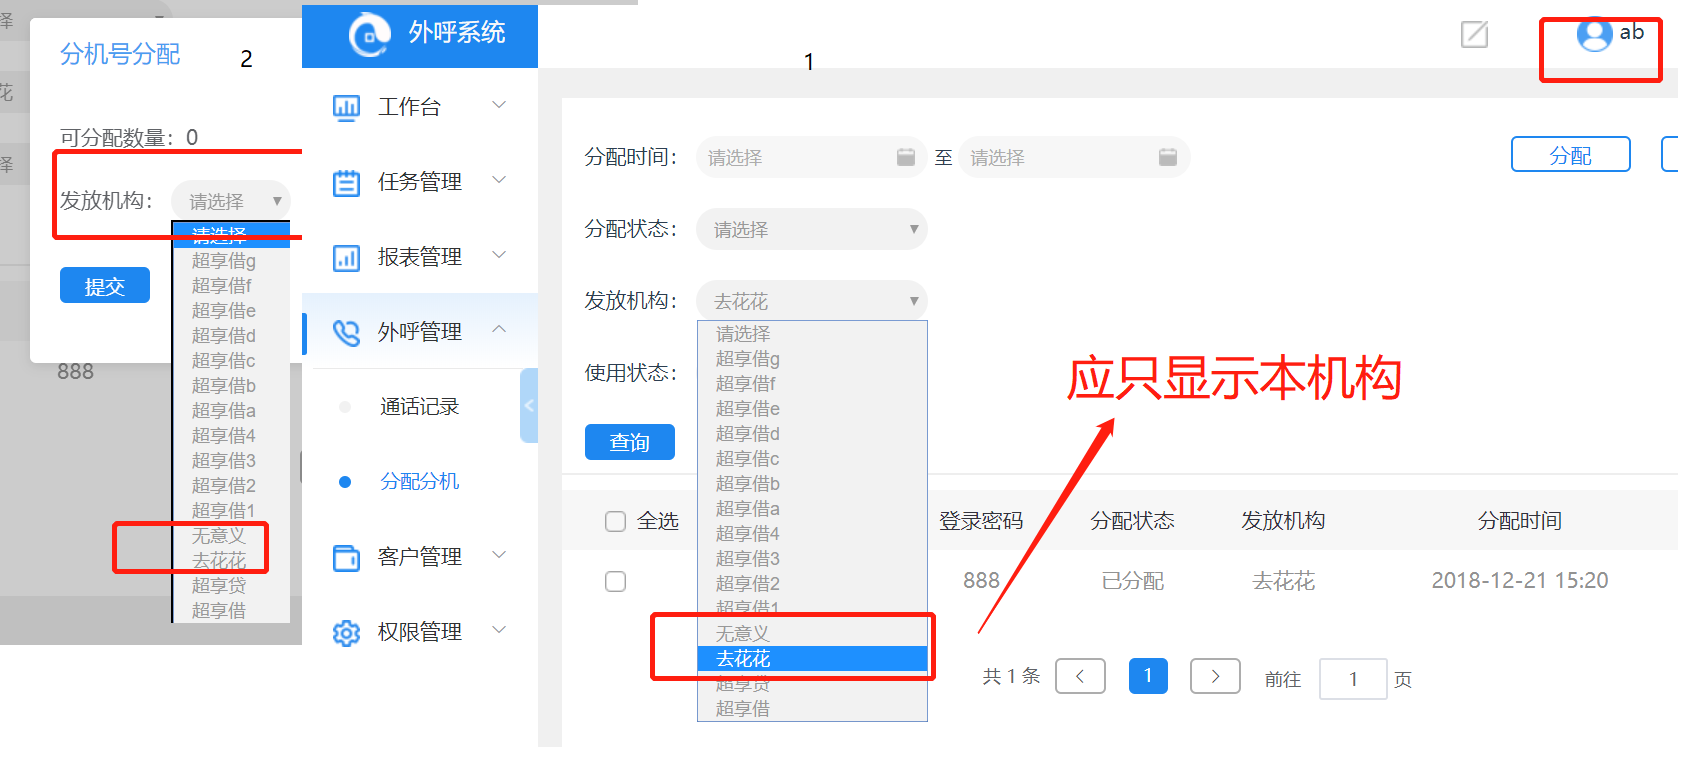 择
分机号分配
2
花
可分配数量：0
择
发放机构：
请选择
请选择
超享借g
超享借f
超享借e
超享借d
超享借c
超享借b
超享借a
超享借4
超享借3
超享借2
超享借1
无意义
去花花
超享贷
超享借
提交
888
外呼系统
1
ab
工作台
任务管理
报表管理
外呼管理
通话记录
分配分机
客户管理
权限管理
分配时间：
请选择
至
请选择
分配
分配状态：
请选择
发放机构：
去花花
请选择
超享借g
超享借f
超享借e
超享借d
超享借c
超享借b
超享借a
超享借4
超享借3
超享借2
超享借1
无意义
去花花
超享贷
超享借
使用状态：
查询
应只显示本机构
全选
登录密码
分配状态
发放机构
分配时间
888
已分配
去花花
2018-12-21 15:20
共 1 条
1
前往
1
页